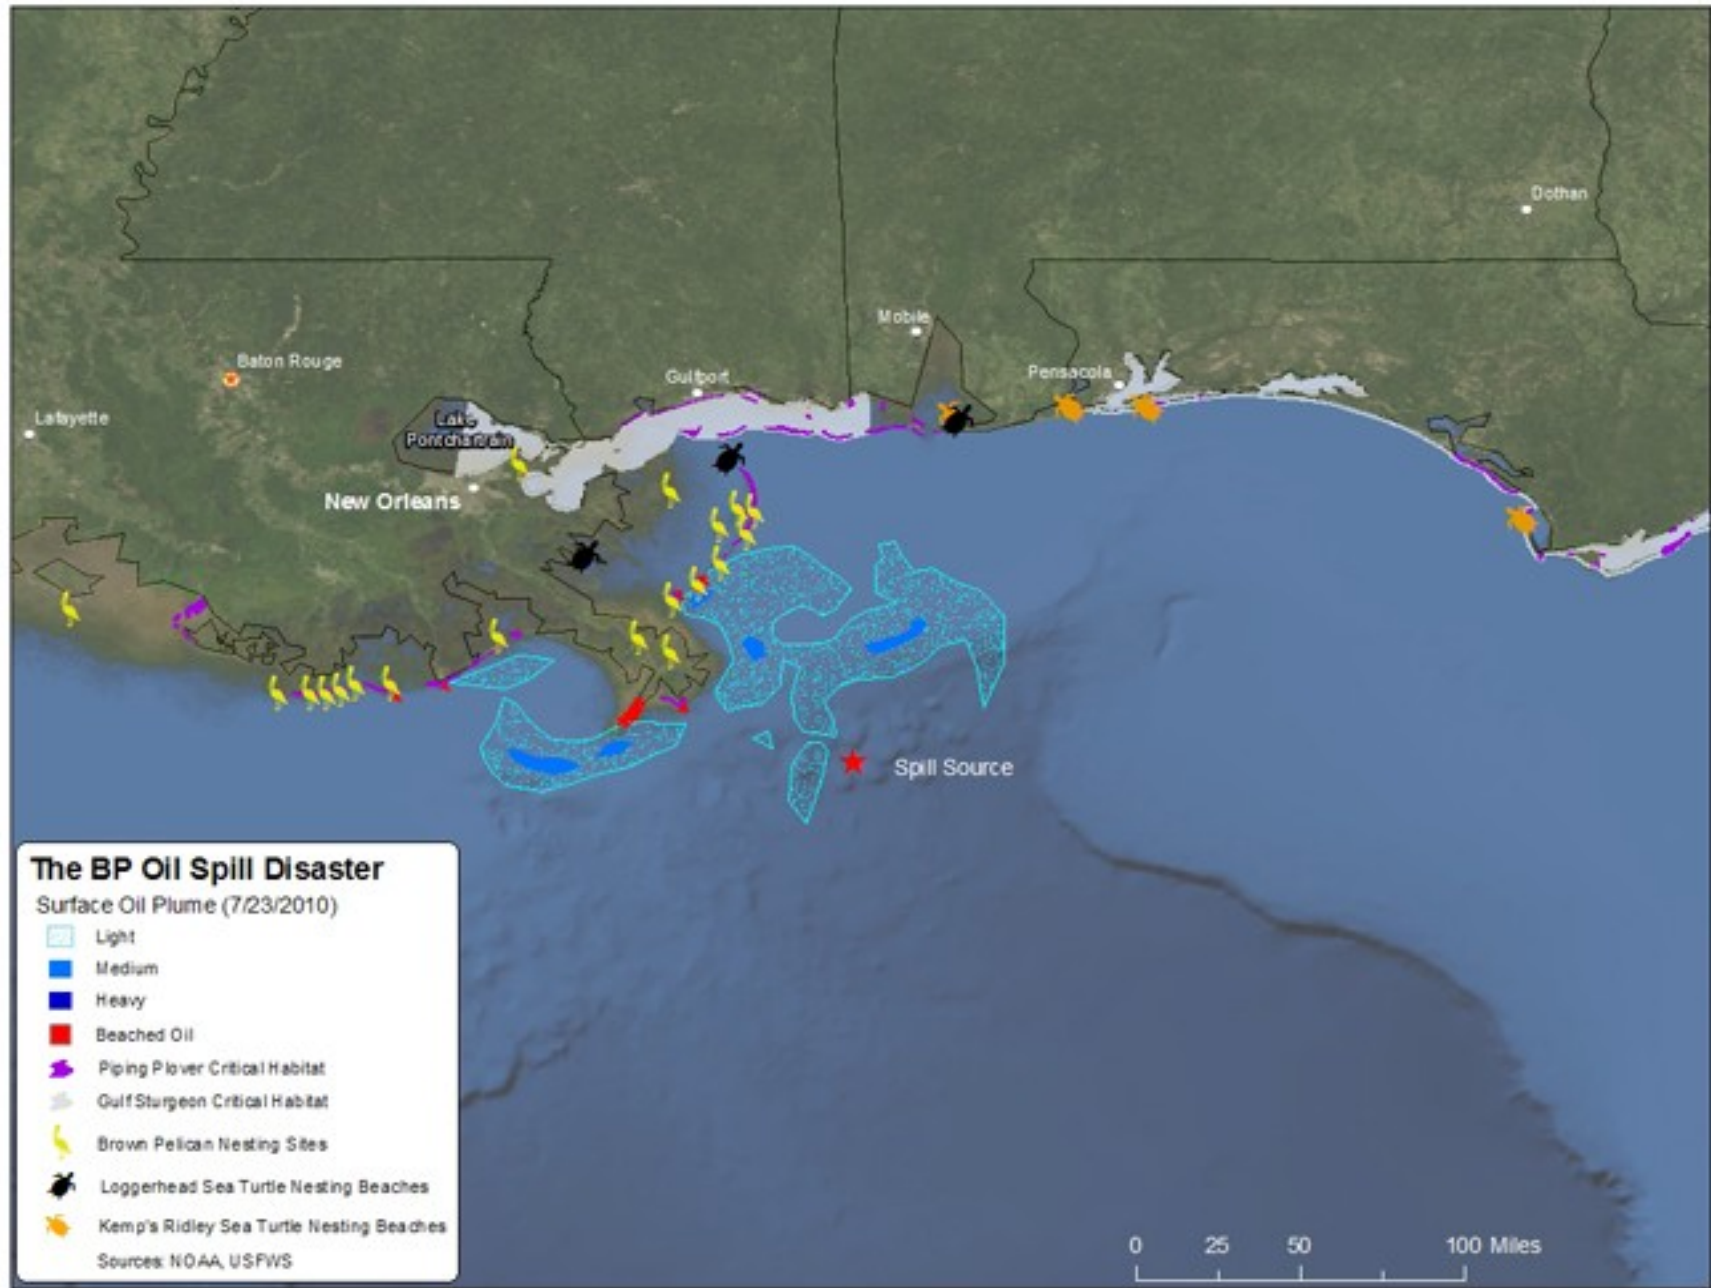 Dothan
Mobile
Baton Rouge
Gulfport
Pensacola
Lafayette
Lake
Pontchartrain
New Orleans
Spill Source
The BP Oil Spill Disaster
Surface Oil Plume (7/23/2010)
Light
Medium
Heavy
Beached Oil
Piping Plover Critical Habitat
Gulf Sturgeon Critical Habitat
Brown Pelican Nesting Sites
Loggerhead Sea Turtle Nesting Beaches
Kemp's Ridley Sea Turtle Nesting Beaches
Sources: NOAA, USFWS
0 25 50 100 Miles